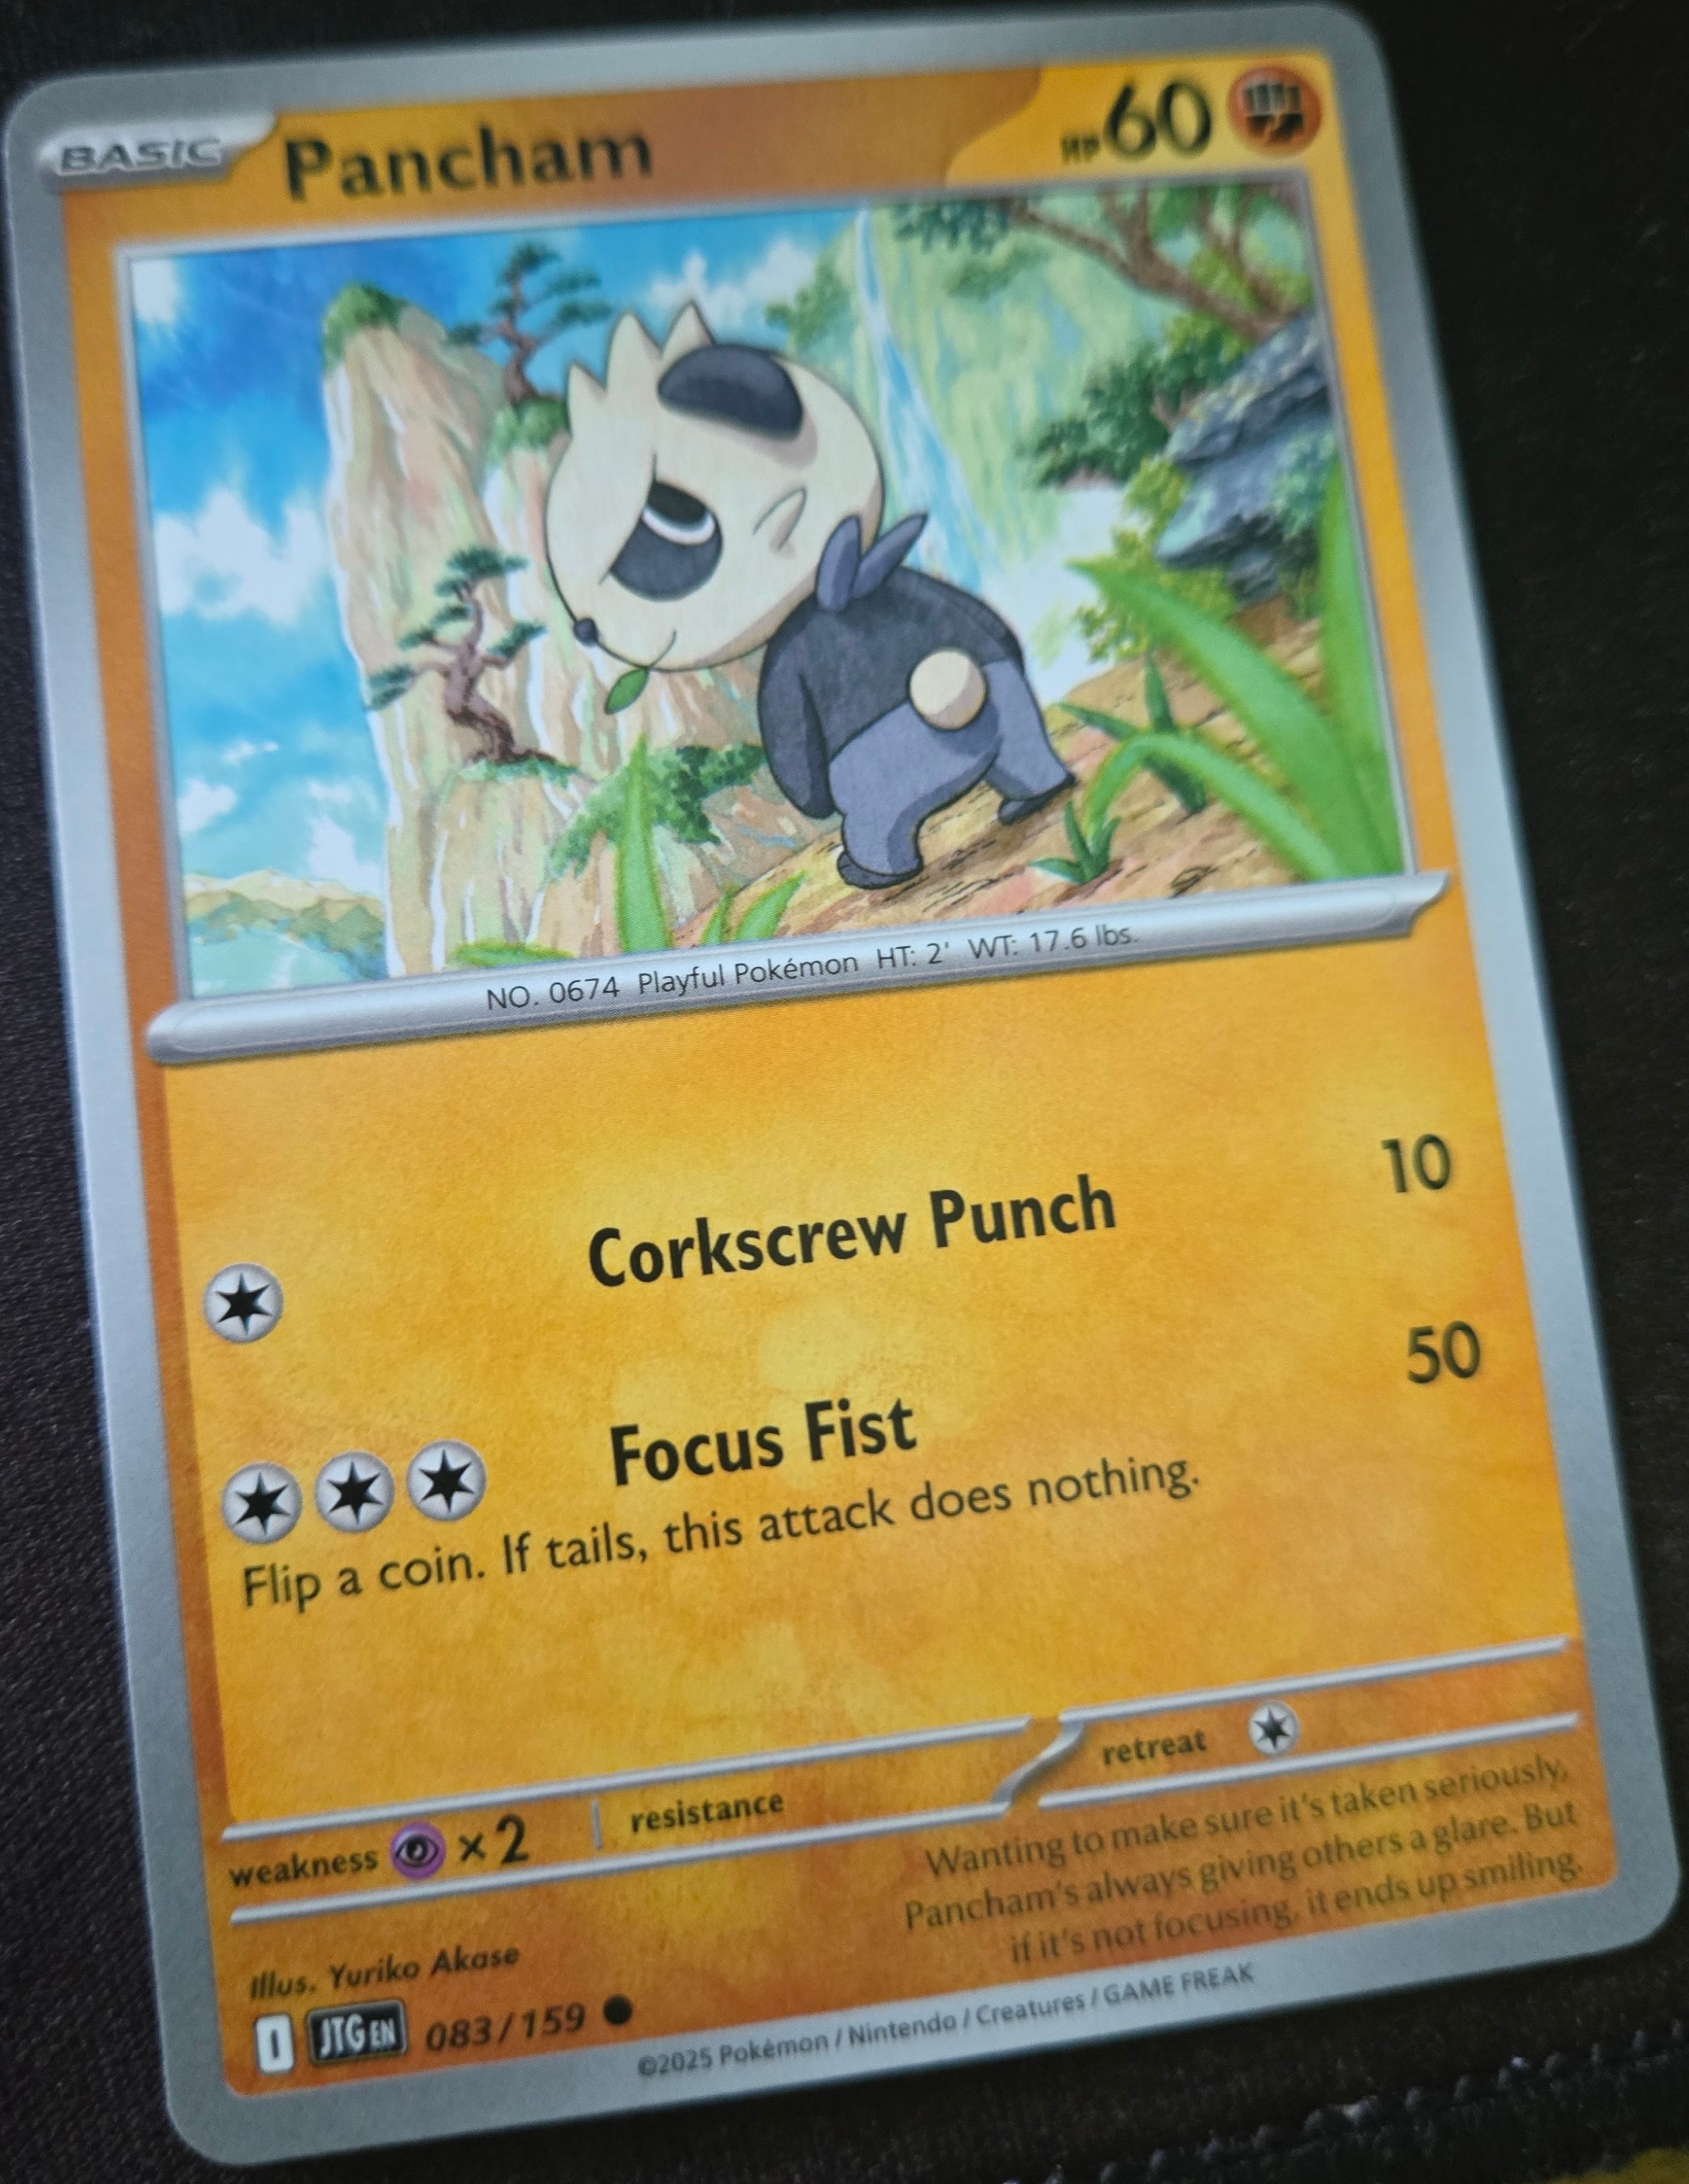 BASIC Pancham HP 60
NO. 0674 Playful Pokémon HT: 2' WT: 17.6 lbs.
Corkscrew Punch 10
Focus Fist 50
Flip a coin. If tails, this attack does nothing.
weakness ×2 resistance retreat
Wanting to make sure it's taken seriously,
Pancham's always giving others a glare. But
if it's not focusing, it ends up smiling.
Illus. Yuriko Akase
I JTG EN 083/159
©2025 Pokémon / Nintendo / Creatures / GAME FREAK